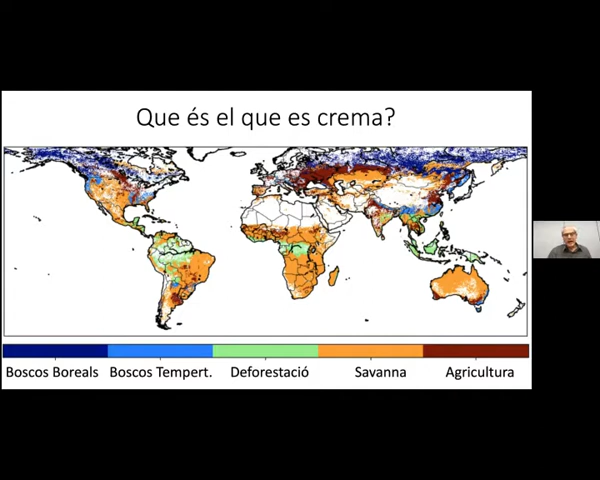 Que és el que es crema?
Boscos Boreals
Boscos Tempert.
Deforestació
Savanna
Agricultura